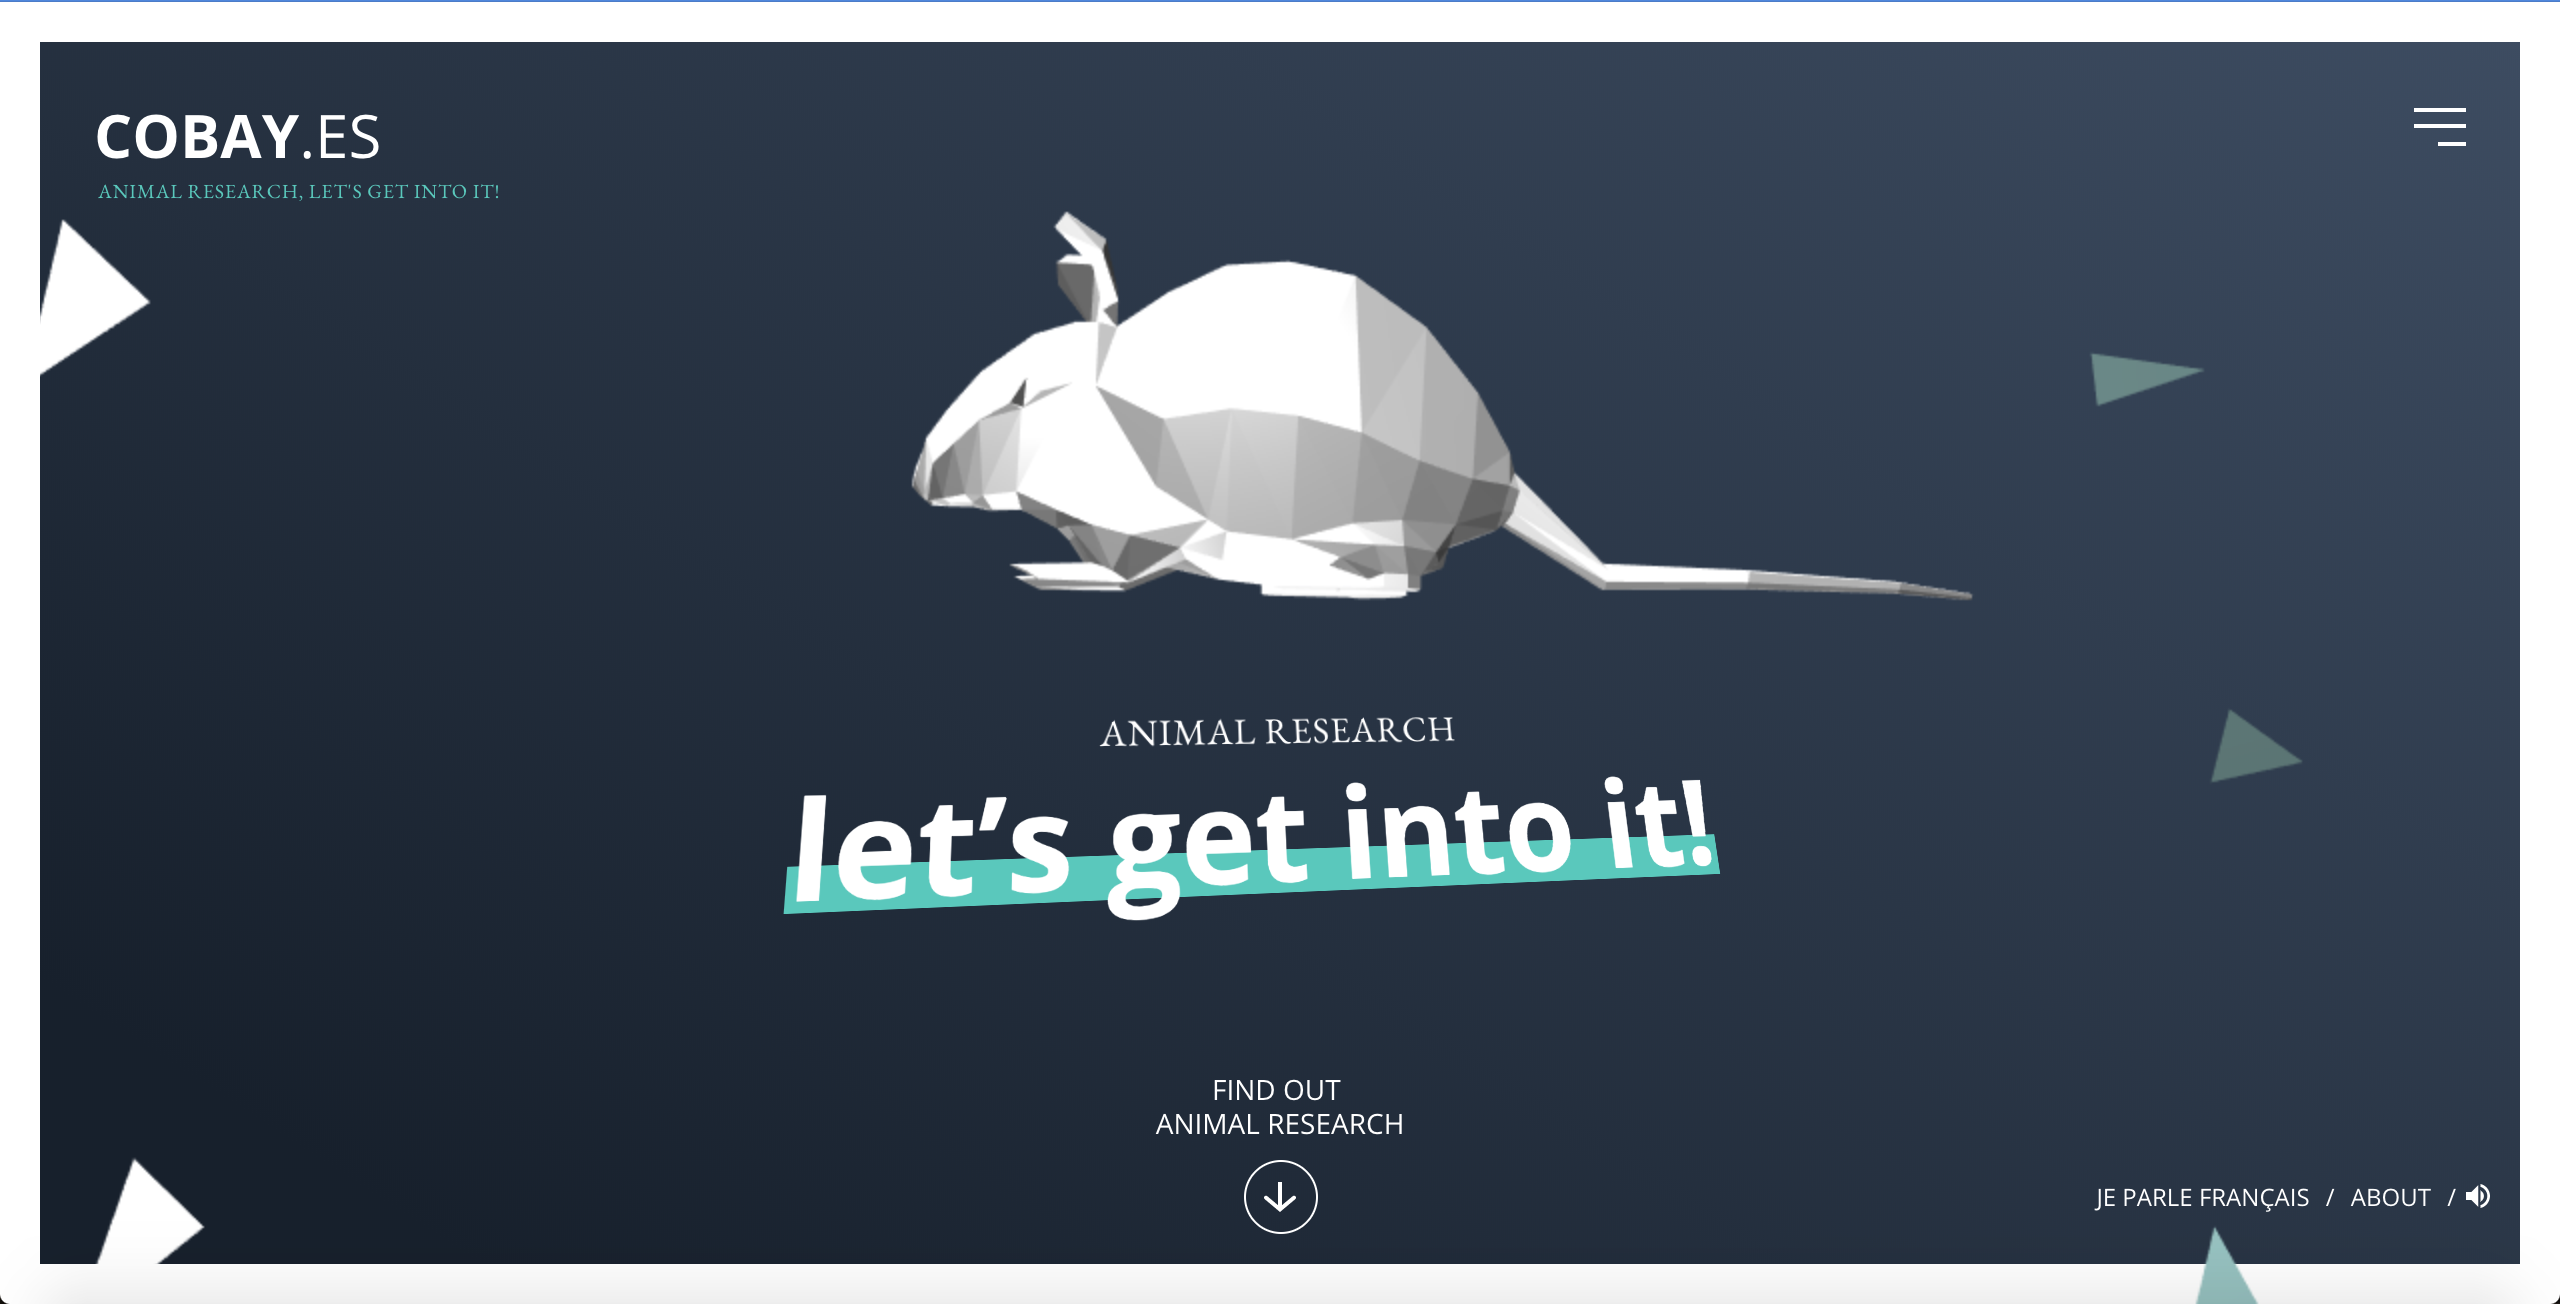 COBAY.ES
ANIMAL RESEARCH, LET'S GET INTO IT!
ANIMAL RESEARCH
let’s get into it!
FIND OUT
ANIMAL RESEARCH
JE PARLE FRANÇAIS / ABOUT /